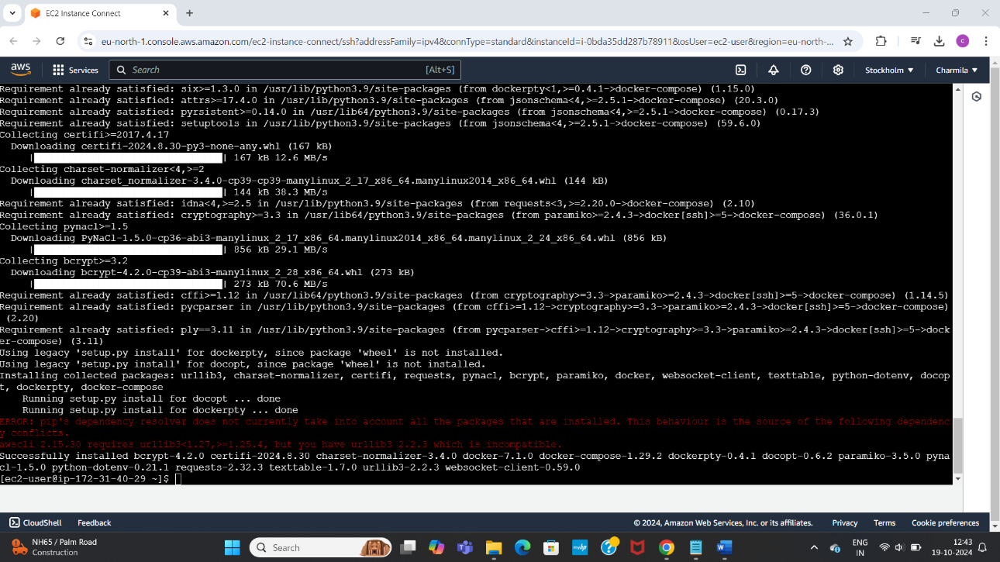 EC2 Instance Connect
eu-north-1.console.aws.amazon.com/ec2-instance-connect/ssh?addressFamily=ipv4&connType=standard&instanceId=i-0bda35dd287b78911&osUser=ec2-user&region=eu-north-...
C
aws
Services
Search
[Alt+S]
Stockholm
Charmila
Requirement already satisfied: six>=1.3.0 in /usr/lib/python3.9/site-packages (from dockerpty<1,>=0.4.1->docker-compose) (1.15.0)
Requirement already satisfied: attrs>=17.4.0 in /usr/lib/python3.9/site-packages (from jsonschema<4,>=2.5.1->docker-compose) (20.3.0)
Requirement already satisfied: pyrsistent>=0.14.0 in /usr/lib64/python3.9/site-packages (from jsonschema<4,>=2.5.1->docker-compose) (0.17.3)
Requirement already satisfied: setuptools in /usr/lib/python3.9/site-packages (from jsonschema<4,>=2.5.1->docker-compose) (59.6.0)
Collecting certifi>=2017.4.17
Downloading certifi-2024.8.30-py3-none-any.whl (167 kB)
| | 167 kB 12.6 MB/s
Collecting charset-normalizer<4,>=2
Downloading charset_normalizer-3.4.0-cp39-cp39-manylinux_2_17_x86_64.manylinux2014_x86_64.whl (144 kB)
| | 144 kB 38.3 MB/s
Requirement already satisfied: idna<4,>=2.5 in /usr/lib/python3.9/site-packages (from requests<3,>=2.20.0->docker-compose) (2.10)
Requirement already satisfied: cryptography>=3.3 in /usr/lib64/python3.9/site-packages (from paramiko>=2.4.3->docker[ssh]>=5->docker-compose) (36.0.1)
Collecting pynacl>=1.5
Downloading PyNaCl-1.5.0-cp36-abi3-manylinux_2_17_x86_64.manylinux2014_x86_64.manylinux_2_24_x86_64.whl (856 kB)
| | 856 kB 29.1 MB/s
Collecting bcrypt>=3.2
Downloading bcrypt-4.2.0-cp39-abi3-manylinux_2_28_x86_64.whl (273 kB)
| | 273 kB 70.6 MB/s
Requirement already satisfied: cffi>=1.12 in /usr/lib64/python3.9/site-packages (from cryptography>=3.3->paramiko>=2.4.3->docker[ssh]>=5->docker-compose) (1.14.5)
Requirement already satisfied: pycparser in /usr/lib/python3.9/site-packages (from cffi>=1.12->cryptography>=3.3->paramiko>=2.4.3->docker[ssh]>=5->docker-compose)
(2.20)
Requirement already satisfied: ply==3.11 in /usr/lib/python3.9/site-packages (from pycparser->cffi>=1.12->cryptography>=3.3->paramiko>=2.4.3->docker[ssh]>=5->dock
er-compose) (3.11)
Using legacy 'setup.py install' for dockerpty, since package 'wheel' is not installed.
Using legacy 'setup.py install' for docopt, since package 'wheel' is not installed.
Installing collected packages: urllib3, charset-normalizer, certifi, requests, pynacl, bcrypt, paramiko, docker, websocket-client, texttable, python-dotenv, docop
t, dockerpty, docker-compose
Running setup.py install for docopt ... done
Running setup.py install for dockerpty ... done
ERROR: pip's dependency resolver does not currently take into account all the packages that are installed. This behaviour is the source of the following dependenc
y conflicts.
awscli 2.15.30 requires urllib3<1.27,>=1.25.4, but you have urllib3 2.2.3 which is incompatible.
Successfully installed bcrypt-4.2.0 certifi-2024.8.30 charset-normalizer-3.4.0 docker-7.1.0 docker-compose-1.29.2 dockerpty-0.4.1 docopt-0.6.2 paramiko-3.5.0 pyna
cl-1.5.0 python-dotenv-0.21.1 requests-2.32.3 texttable-1.7.0 urllib3-2.2.3 websocket-client-0.59.0
[ec2-user@ip-172-31-40-29 ~]$
CloudShell
Feedback
© 2024, Amazon Web Services, Inc. or its affiliates.
Privacy
Terms
Cookie preferences
NH65 / Palm Road
Construction
Search
ENG
IN
12:43
19-10-2024